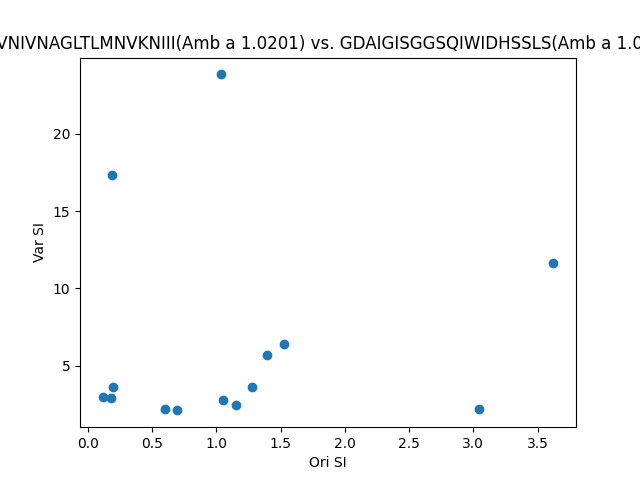 VNIVNAGLTLMNVKNIII(Amb a 1.0201) vs. GDAIGISGGSQIWIDHSSLS(Amb a 1.0
Var SI
20
15
10
5
0.0 0.5 1.0 1.5 2.0 2.5 3.0 3.5
Ori SI